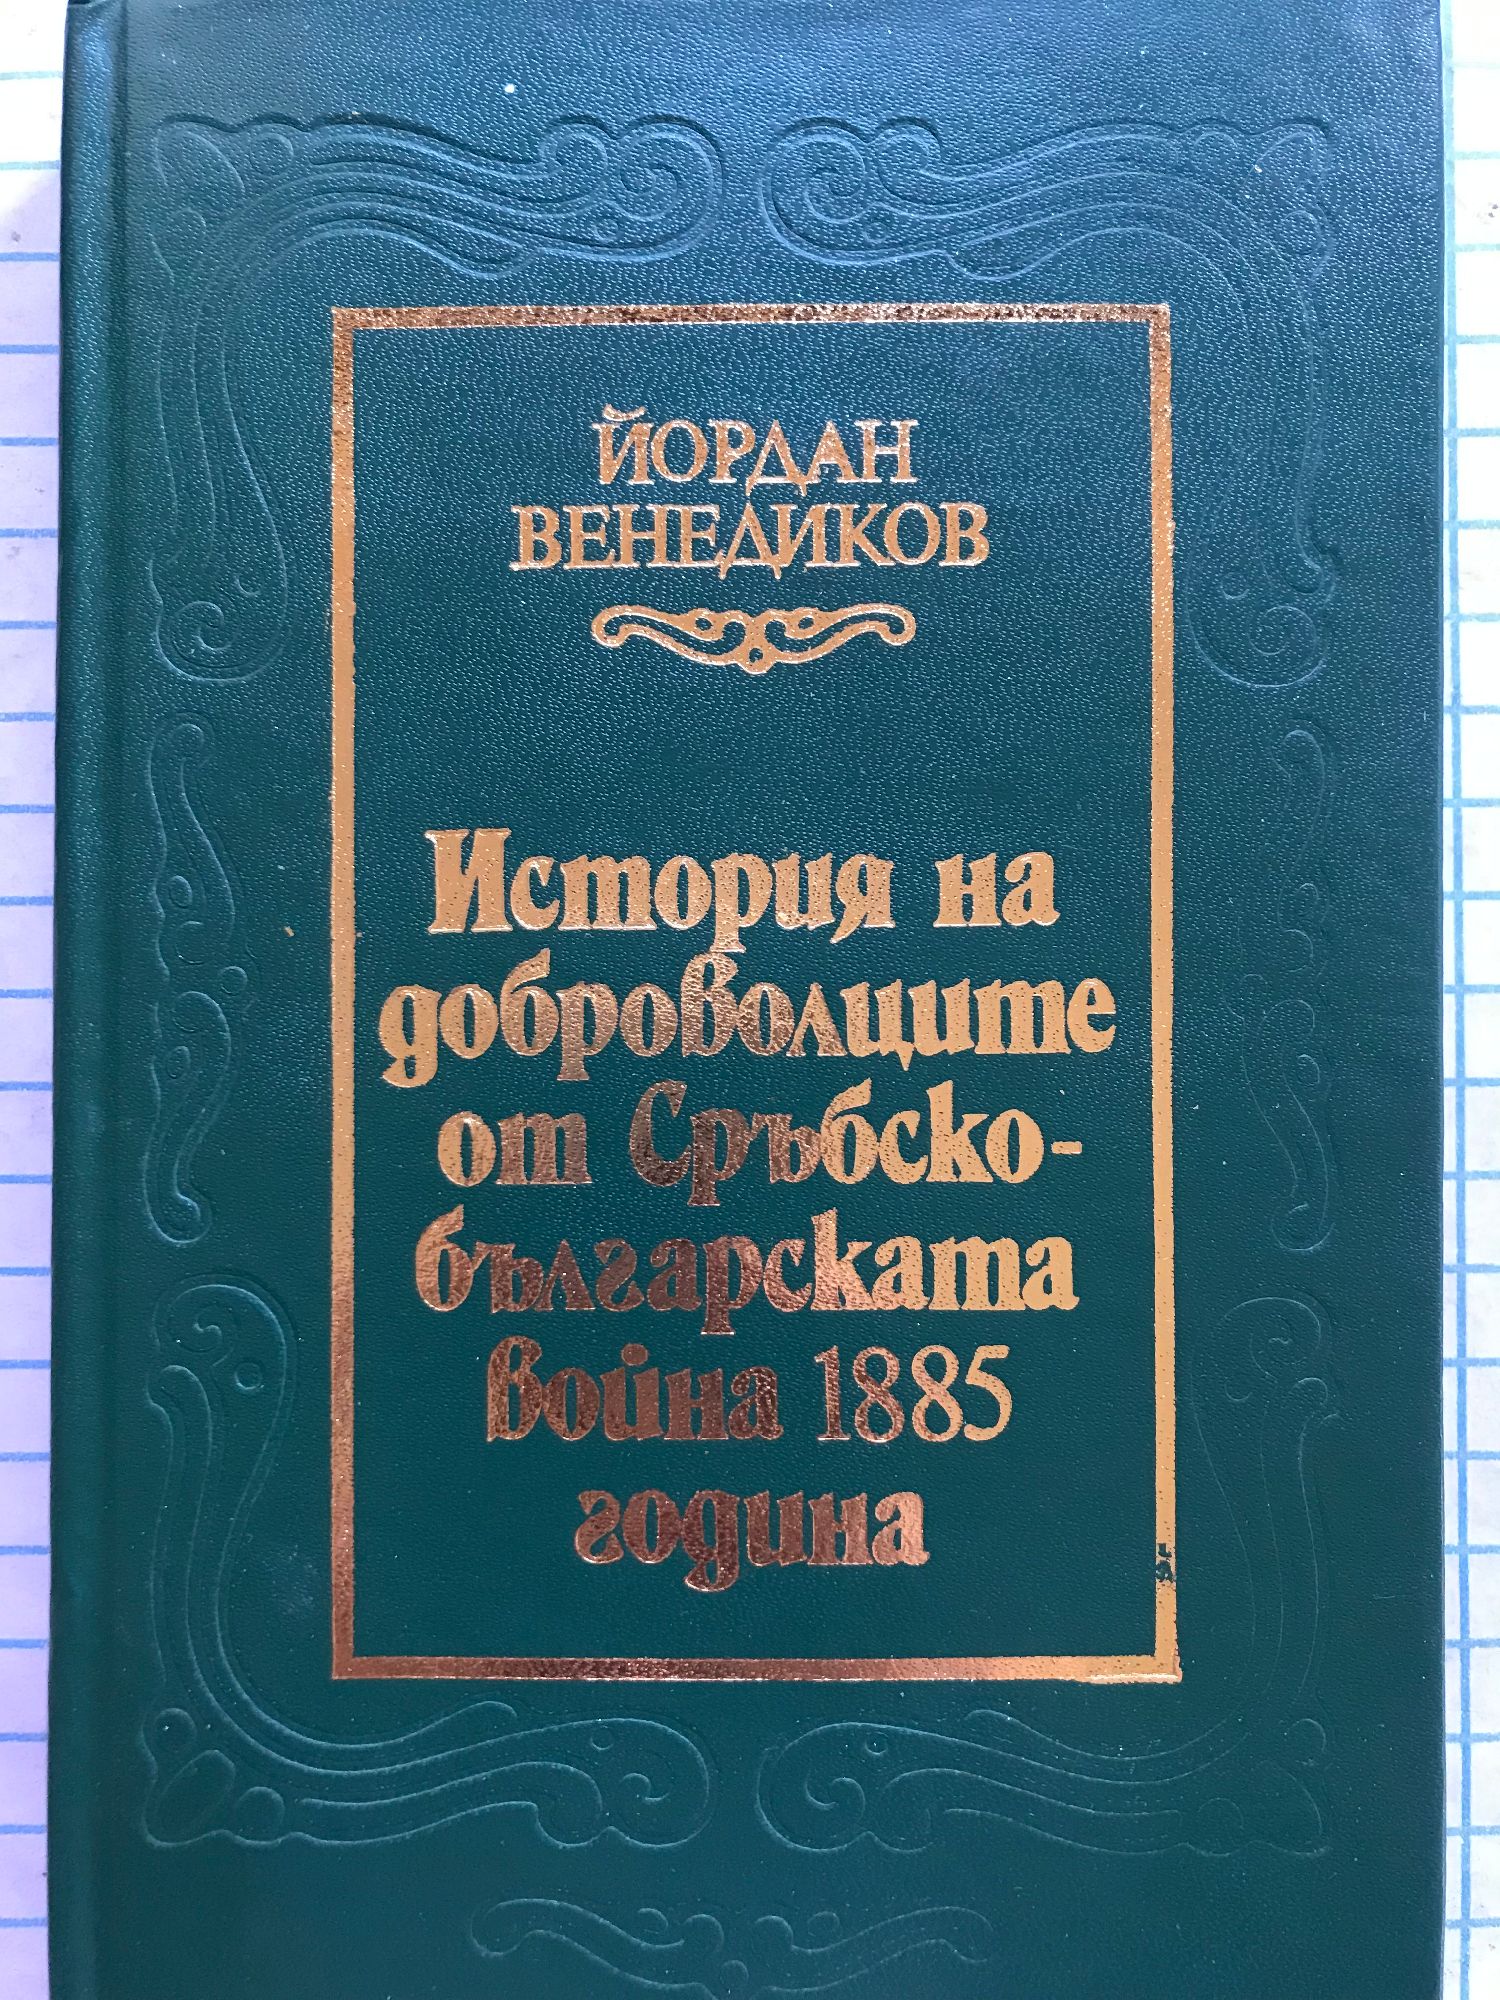 ЙОРДАН
ВЕНЕДИКОВ
История на
доброволците
от Сръбско-
българската
война 1885
година